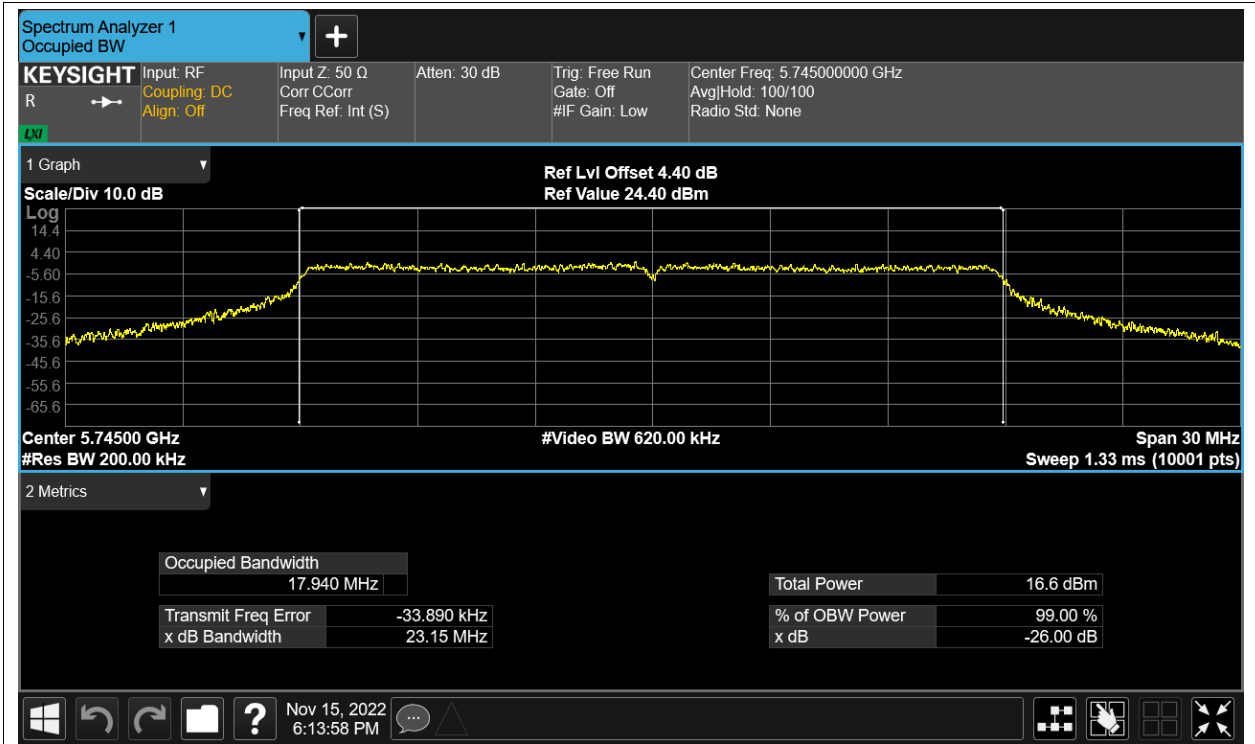 Spectrum Analyzer 1
Occupied BW
▼
+
KEYSIGHT
R
LXI
Input: RF
Coupling: DC
Align: Off
Input Z: 50 Ω
Corr CCorr
Freq Ref: Int (S)
Atten: 30 dB
Trig: Free Run
Gate: Off
#IF Gain: Low
Center Freq: 5.745000000 GHz
Avg|Hold: 100/100
Radio Std: None
1 Graph ▼
Scale/Div 10.0 dB
Ref Lvl Offset 4.40 dB
Ref Value 24.40 dBm
Log
14.4
4.40
-5.60
-15.6
-25.6
-35.6
-45.6
-55.6
-65.6
Center 5.74500 GHz
#Res BW 200.00 kHz
#Video BW 620.00 kHz
Span 30 MHz
Sweep 1.33 ms (10001 pts)
2 Metrics ▼
Occupied Bandwidth
17.940 MHz
Transmit Freq Error -33.890 kHz
x dB Bandwidth 23.15 MHz
Total Power 16.6 dBm
% of OBW Power 99.00 %
x dB -26.00 dB
?
Nov 15, 2022
6:13:58 PM